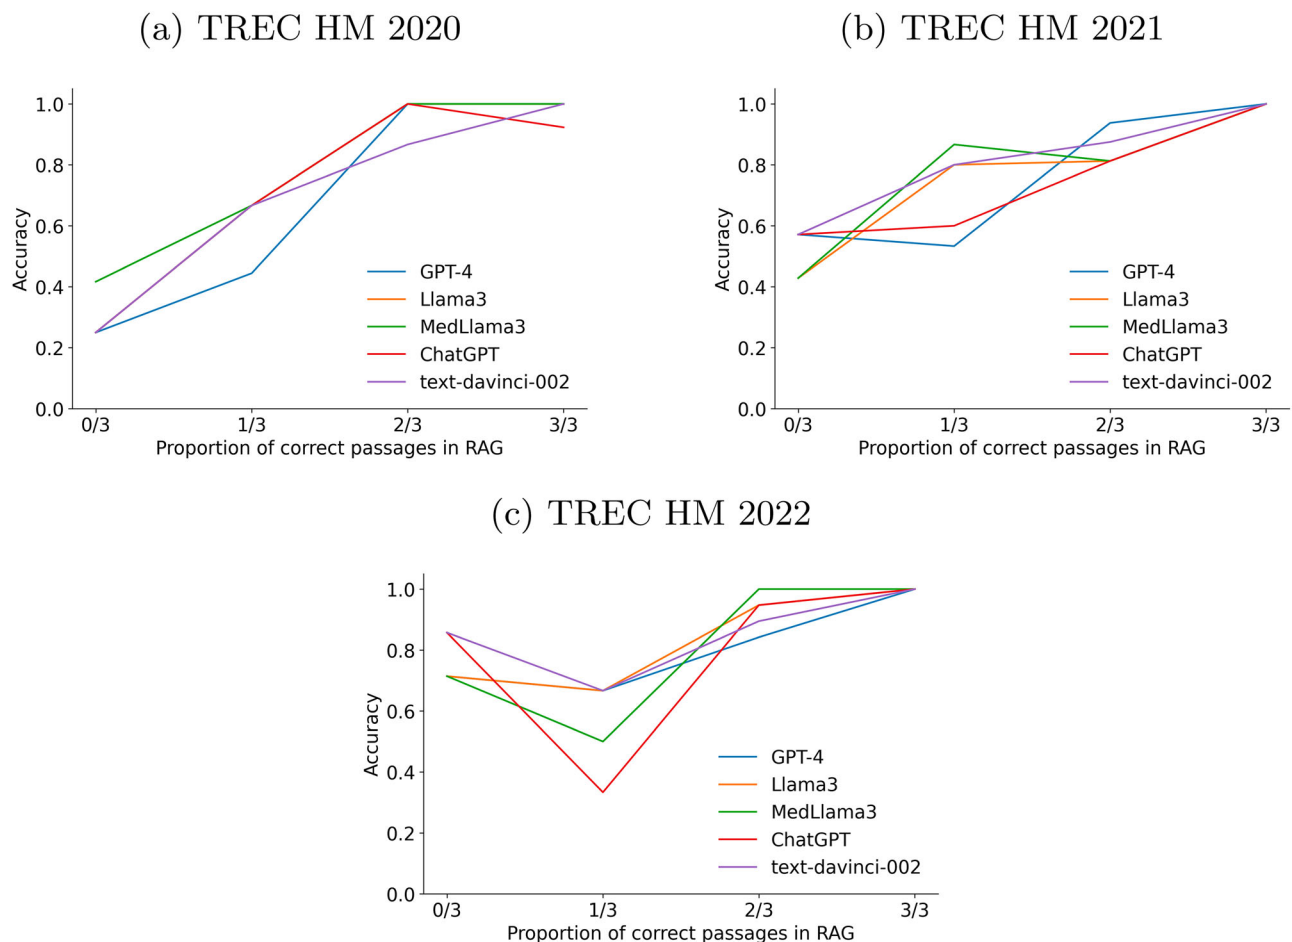 (a) TREC HM 2020
1.0
0.8
0.6
0.4
0.2
0.0
Accuracy
GPT-4
Llama3
MedLlama3
ChatGPT
text-davinci-002
0/3 1/3 2/3 3/3
Proportion of correct passages in RAG
(b) TREC HM 2021
1.0
0.8
0.6
0.4
0.2
0.0
Accuracy
GPT-4
Llama3
MedLlama3
ChatGPT
text-davinci-002
0/3 1/3 2/3 3/3
Proportion of correct passages in RAG
(c) TREC HM 2022
1.0
0.8
0.6
0.4
0.2
0.0
Accuracy
GPT-4
Llama3
MedLlama3
ChatGPT
text-davinci-002
0/3 1/3 2/3 3/3
Proportion of correct passages in RAG